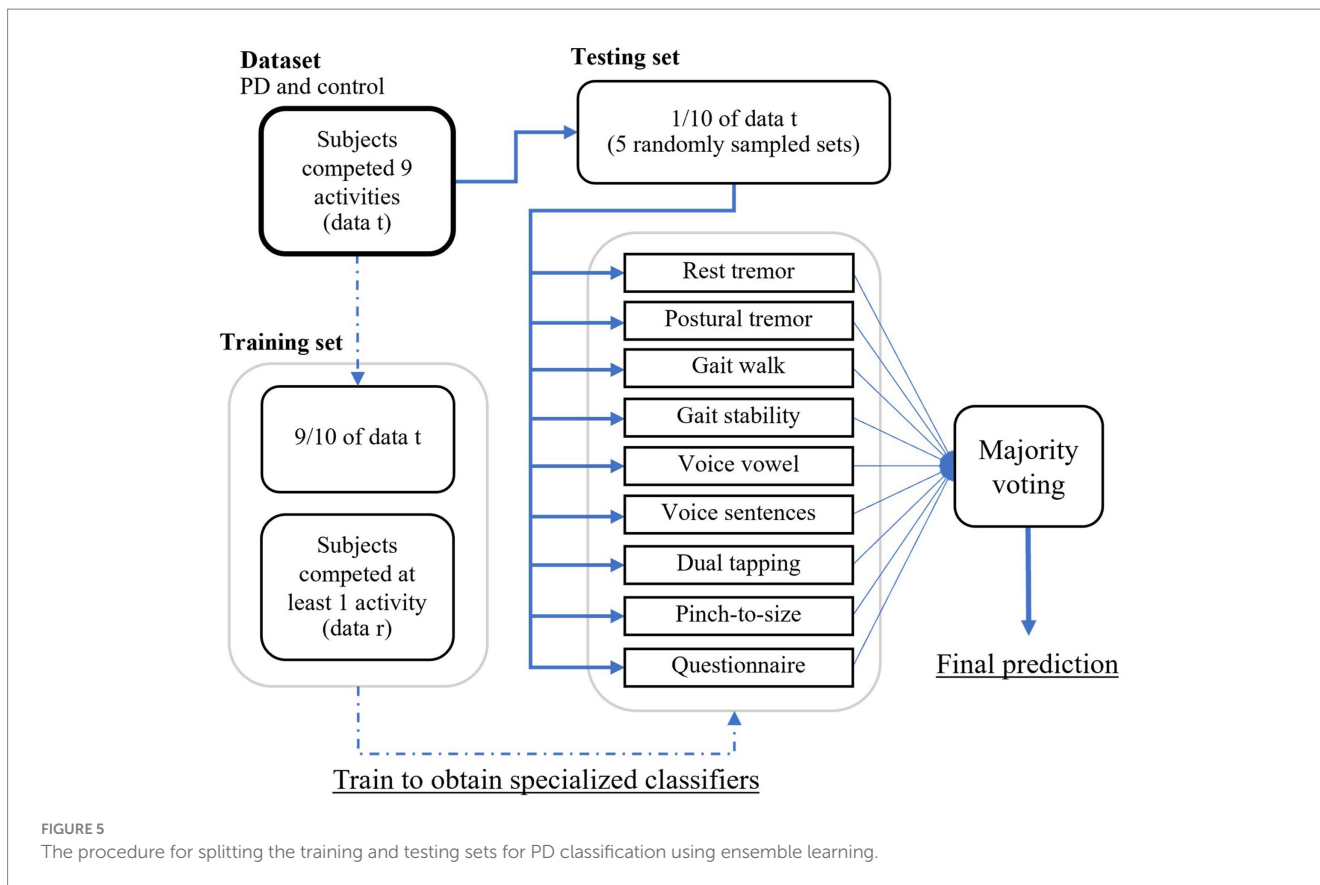 Dataset
PD and control
Subjects
competed 9
activities
(data t)
Testing set
1/10 of data t
(5 randomly sampled sets)
Training set
9/10 of data t
Subjects
competed at
least 1 activity
(data r)
Rest tremor
Postural tremor
Gait walk
Gait stability
Voice vowel
Voice sentences
Dual tapping
Pinch-to-size
Questionnaire
Majority
voting
Final prediction
Train to obtain specialized classifiers
FIGURE 5
The procedure for splitting the training and testing sets for PD classification using ensemble learning.